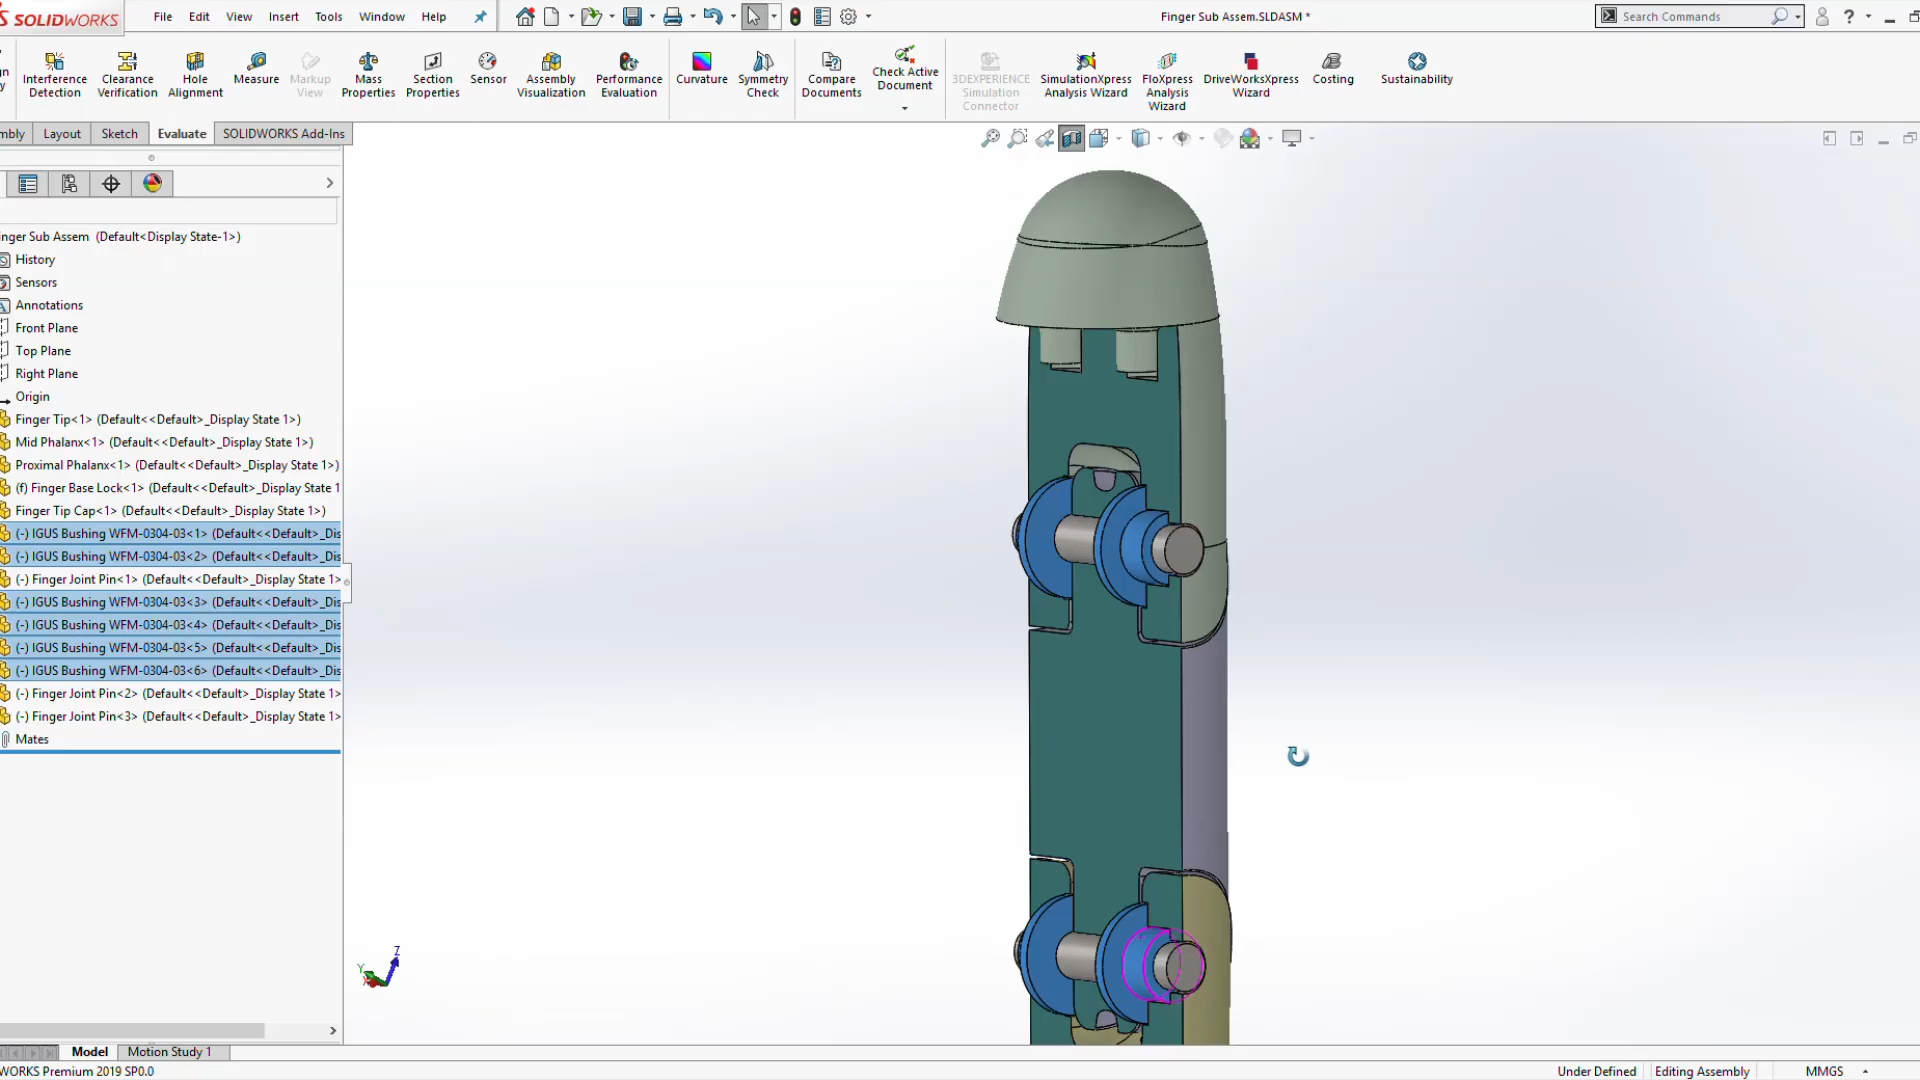 SOLIDWORKS
File Edit View Insert Tools Window Help
Finger Sub Assem.SLDASM *
Search Commands
Interference Detection
Clearance Verification
Hole Alignment
Measure
Markup View
Mass Properties
Section Properties
Sensor
Assembly Visualization
Performance Evaluation
Curvature
Symmetry Check
Compare Documents
Check Active Document
3DEXPERIENCE Simulation Connector
SimulationXpress Analysis Wizard
FloXpress Analysis Wizard
DriveWorksXpress Wizard
Costing
Sustainability
mbly Layout Sketch Evaluate SOLIDWORKS Add-Ins
inger Sub Assem (Default<Display State-1>)
History
Sensors
Annotations
Front Plane
Top Plane
Right Plane
Origin
Finger Tip<1> (Default<<Default>_Display State 1>)
Mid Phalanx<1> (Default<<Default>_Display State 1>)
Proximal Phalanx<1> (Default<<Default>_Display State 1>)
(f) Finger Base Lock<1> (Default<<Default>_Display State 1
Finger Tip Cap<1> (Default<<Default>_Display State 1>)
(-) IGUS Bushing WFM-0304-03<1> (Default<<Default>_Dis
(-) IGUS Bushing WFM-0304-03<2> (Default<<Default>_Dis
(-) Finger Joint Pin<1> (Default<<Default>_Display State 1>
(-) IGUS Bushing WFM-0304-03<3> (Default<<Default>_Dis
(-) IGUS Bushing WFM-0304-03<4> (Default<<Default>_Dis
(-) IGUS Bushing WFM-0304-03<5> (Default<<Default>_Dis
(-) IGUS Bushing WFM-0304-03<6> (Default<<Default>_Dis
(-) Finger Joint Pin<2> (Default<<Default>_Display State 1>
(-) Finger Joint Pin<3> (Default<<Default>_Display State 1>
Mates
Z
Y
Model Motion Study 1
WORKS Premium 2019 SP0.0
Under Defined Editing Assembly MMGS